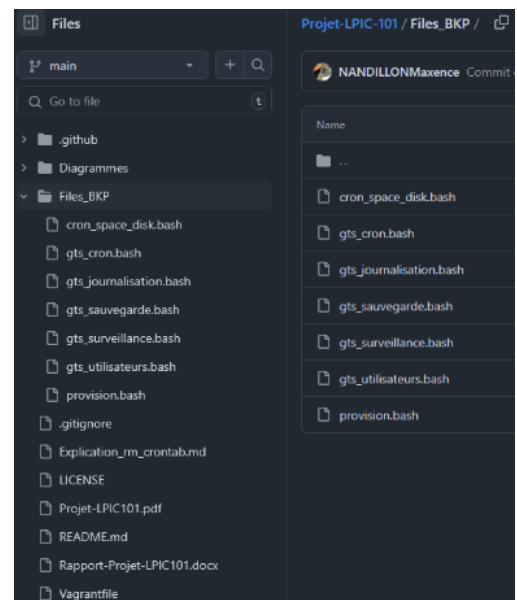 Files
main
Go to file
t
.github
Diagrammes
Files_BKP
cron_space_disk.bash
gts_cron.bash
gts_journalisation.bash
gts_sauvegarde.bash
gts_surveillance.bash
gts_utilisateurs.bash
provision.bash
.gitignore
Explication_rm_crontab.md
LICENSE
Projet-LPIC101.pdf
README.md
Rapport-Projet-LPIC101.docx
Vagrantfile
Projet-LPIC-101 / Files_BKP /
NANDILLONMaxence Commit
Name
..
cron_space_disk.bash
gts_cron.bash
gts_journalisation.bash
gts_sauvegarde.bash
gts_surveillance.bash
gts_utilisateurs.bash
provision.bash